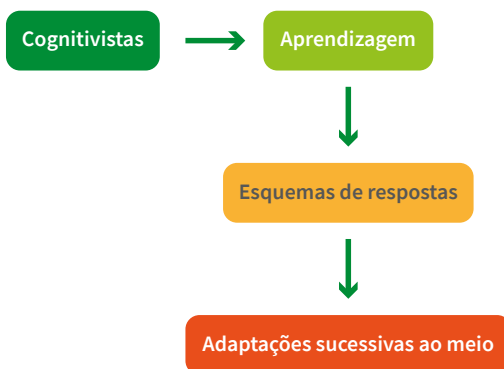 Cognitivistas
Aprendizagem
Esquemas de respostas
Adaptações sucessivas ao meio